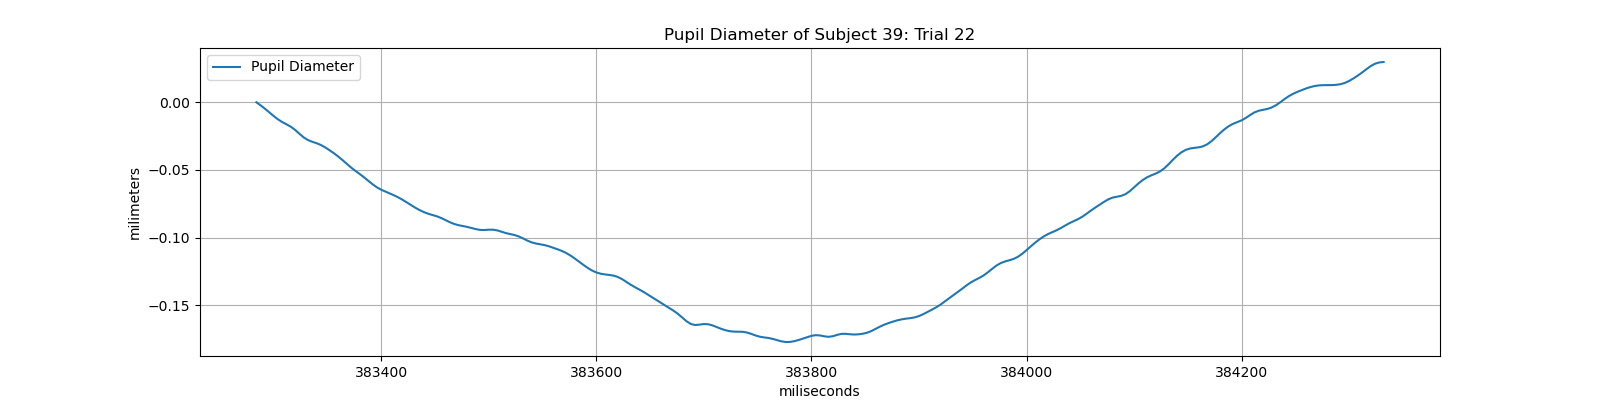 Pupil Diameter of Subject 39: Trial 22
Pupil Diameter
0.00
−0.05
−0.10
−0.15
milimeters
383400 383600 383800 384000 384200
miliseconds